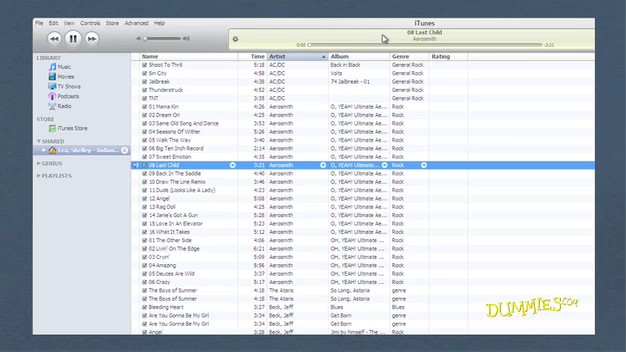 iTunes
File Edit View Controls Store Advanced Help
08 Last Child
Aerosmith
0:00 -3:21
LIBRARY
Music
Movies
TV Shows
Podcasts
Radio
STORE
iTunes Store
SHARED
GENIUS
PLAYLISTS
Name Time Artist Album Genre Rating
Shoot To Thrill 5:18 AC/DC Back in Black General Rock
Sin City 4:58 AC/DC Volts General Rock
Jailbreak 4:38 AC/DC 74 Jailbreak - 01 General Rock
Thunderstruck 4:52 AC/DC General Rock
TNT 3:35 AC/DC General Rock
01 Mama Kin 4:26 Aerosmith O, YEAH! Ultimate Ae... Rock
02 Dream On 4:25 Aerosmith O, YEAH! Ultimate Ae... Rock
03 Same Old Song And Dance 3:53 Aerosmith O, YEAH! Ultimate Ae... Rock
04 Seasons Of Wither 5:26 Aerosmith O, YEAH! Ultimate Ae... Rock
05 Walk This Way 3:40 Aerosmith O, YEAH! Ultimate Ae... Rock
06 Big Ten Inch Record 2:14 Aerosmith O, YEAH! Ultimate Ae... Rock
07 Sweet Emotion 4:35 Aerosmith O, YEAH! Ultimate Ae... Rock
08 Last Child 3:21 Aerosmith O, YEAH! Ultimate Ae... Rock
09 Back In The Saddle 4:40 Aerosmith O, YEAH! Ultimate Ae... Rock
10 Draw The Line Remix 3:46 Aerosmith O, YEAH! Ultimate Ae... Rock
11 Dude (Looks Like A Lady) 4:23 Aerosmith O, YEAH! Ultimate Ae... Rock
12 Angel 5:08 Aerosmith O, YEAH! Ultimate Ae... Rock
13 Rag Doll 4:25 Aerosmith O, YEAH! Ultimate Ae... Rock
14 Janie's Got A Gun 5:28 Aerosmith O, YEAH! Ultimate Ae... Rock
15 Love In An Elevator 5:23 Aerosmith O, YEAH! Ultimate Ae... Rock
16 What It Takes 5:12 Aerosmith O, YEAH! Ultimate Ae... Rock
01 The Other Side 4:06 Aerosmith OH, YEAH! Ultimate ... Rock
02 Livin' On The Edge 6:21 Aerosmith OH, YEAH! Ultimate ... Rock
03 Cryin' 5:09 Aerosmith OH, YEAH! Ultimate ... Rock
04 Amazing 5:56 Aerosmith OH, YEAH! Ultimate ... Rock
05 Deuces Are Wild 3:37 Aerosmith OH, YEAH! Ultimate ... Rock
06 Crazy 5:17 Aerosmith OH, YEAH! Ultimate ... Rock
The Boys of Summer 4:18 The Ataris So Long, Astoria genre
The Boys of Summer 4:18 The Ataris So Long, Astoria genre
Bleeding Heart 3:27 Beck, Jeff Blues Blues
Are You Gonna Be My Girl 3:34 Beck, Jeff Get Born genre
Are You Gonna Be My Girl 3:34 Beck, Jeff Get Born genre
Angel 3:28 Beck, Jeff Jimi by himself - The... Rock
DUMMIES.COM